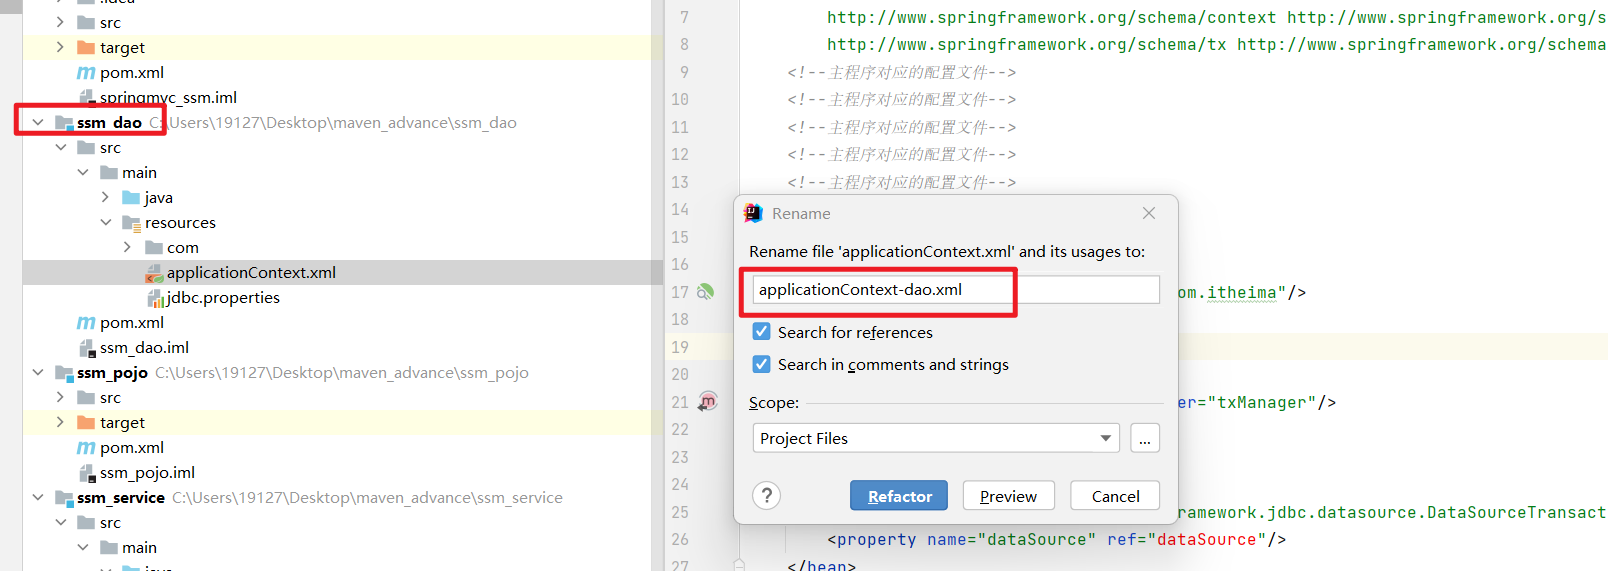 .idea
src
target
pom.xml
springmvc_ssm.iml
ssm_dao C:\Users\19127\Desktop\maven_advance\ssm_dao
src
main
java
resources
com
applicationContext.xml
jdbc.properties
pom.xml
ssm_dao.iml
ssm_pojo C:\Users\19127\Desktop\maven_advance\ssm_pojo
src
target
pom.xml
ssm_pojo.iml
ssm_service C:\Users\19127\Desktop\maven_advance\ssm_service
src
main
java
7 http://www.springframework.org/schema/context http://www.springframework.org/s
8 http://www.springframework.org/schema/tx http://www.springframework.org/schema
9 <!--主程序对应的配置文件-->
10 <!--主程序对应的配置文件-->
11 <!--主程序对应的配置文件-->
12 <!--主程序对应的配置文件-->
13 <!--主程序对应的配置文件-->
14
15
16
17 om.itheima"/>
18
19
20
21 er="txManager"/>
22
23
24
25 framework.jdbc.datasource.DataSourceTransact
26 <property name="dataSource" ref="dataSource"/>
27 </bean>
Rename
Rename file 'applicationContext.xml' and its usages to:
applicationContext-dao.xml
Search for references
Search in comments and strings
Scope:
Project Files
...
?
Refactor
Preview
Cancel